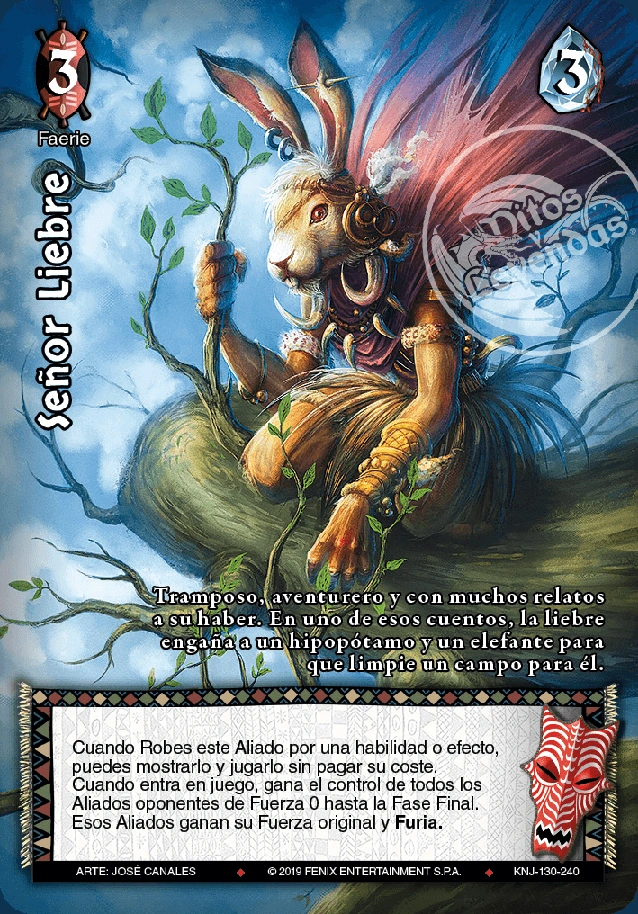 3
3
Faerie
Señor Liebre
Mitos
y
Leyendas®
Tramposo, aventurero y con muchos relatos
a su haber. En uno de esos cuentos, la liebre
engaña a un hipopótamo y un elefante para
que limpie un campo para él.
Cuando Robes este Aliado por una habilidad o efecto,
puedes mostrarlo y jugarlo sin pagar su coste.
Cuando entra en juego, gana el control de todos los
Aliados oponentes de Fuerza 0 hasta la Fase Final.
Esos Aliados ganan su Fuerza original y Furia.
ARTE: JOSÉ CANALES ♦ © 2019 FENIX ENTERTAINMENT S.P.A. ♦ KNJ-130-240